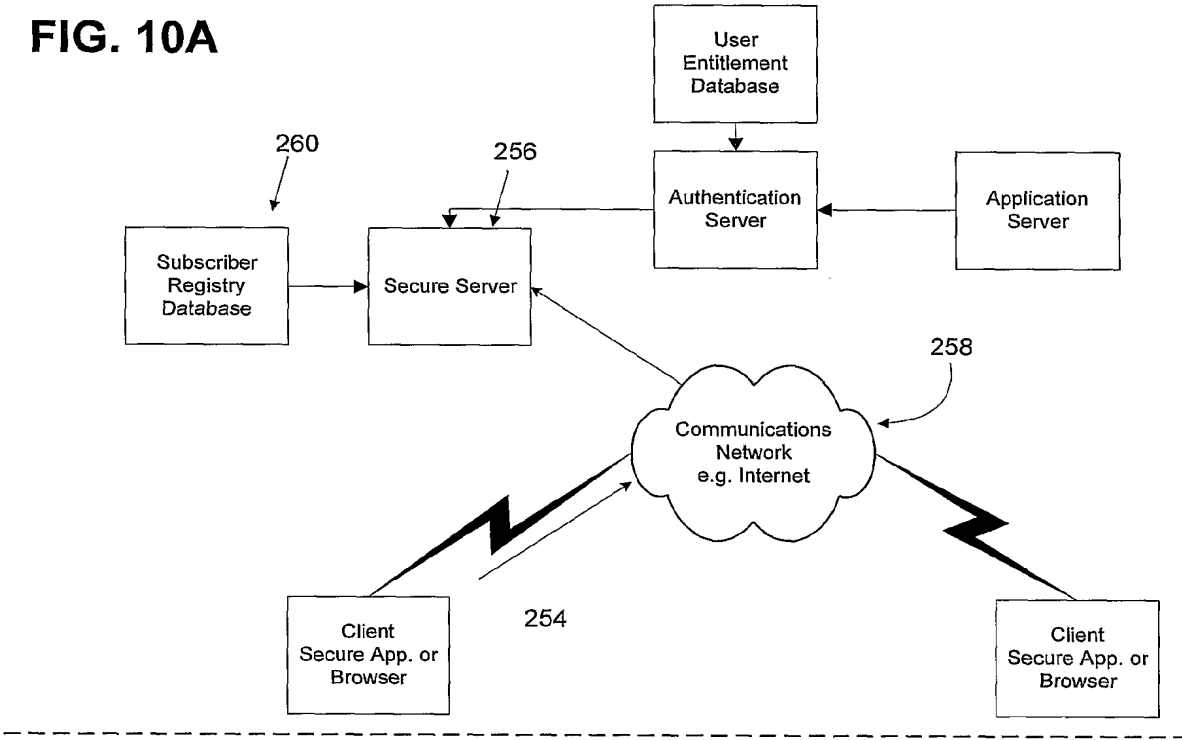 FIG. 10A
User
Entitlement
Database
260
256
Authentication
Server
Application
Server
Subscriber
Registry
Database
Secure Server
258
Communications
Network
e.g. Internet
254
Client
Secure App. or
Browser
Client
Secure App. or
Browser